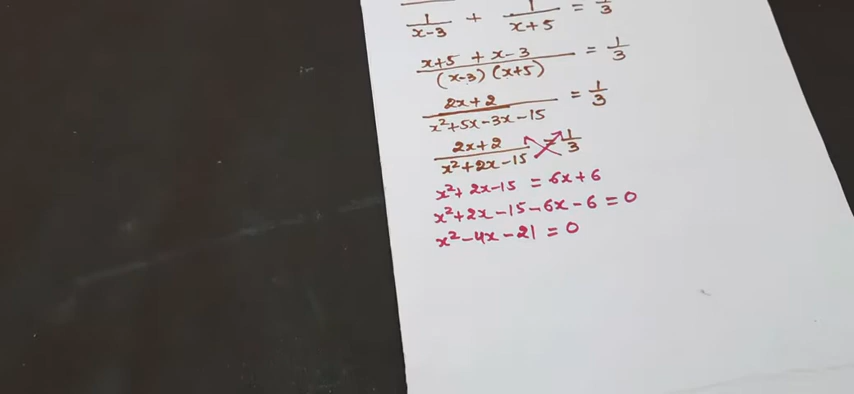 1/(x-3) + 1/(x+5) = 1/3
(x+5 + x-3)/((x-3)(x+5)) = 1/3
(2x+2)/(x²+5x-3x-15) = 1/3
(2x+2)/(x²+2x-15) = 1/3
x²+2x-15 = 6x+6
x²+2x-15-6x-6=0
x²-4x-21=0